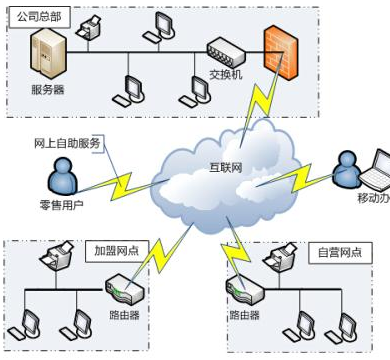 公司总部
服务器
交换机
网上自助服务
互联网
零售用户
移动办
加盟网点
自营网点
路由器
路由器